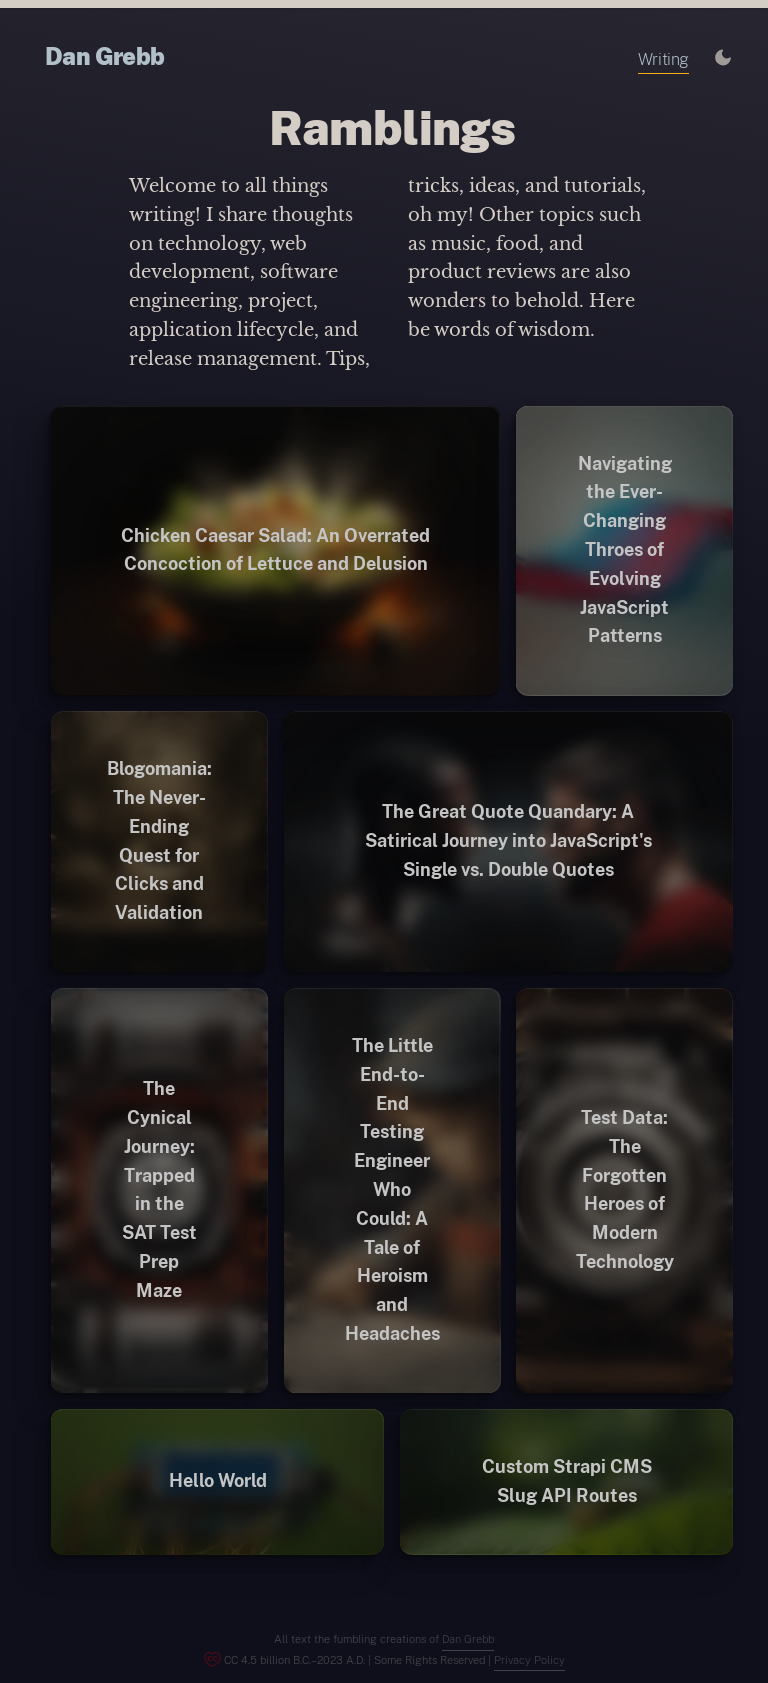 Dan Grebb
Writing
Ramblings
Welcome to all things
writing! I share thoughts
on technology, web
development, software
engineering, project,
application lifecycle, and
release management. Tips,
tricks, ideas, and tutorials,
oh my! Other topics such
as music, food, and
product reviews are also
wonders to behold. Here
be words of wisdom.
Chicken Caesar Salad: An Overrated
Concoction of Lettuce and Delusion
Navigating
the Ever-
Changing
Throes of
Evolving
JavaScript
Patterns
Blogomania:
The Never-
Ending
Quest for
Clicks and
Validation
The Great Quote Quandary: A
Satirical Journey into JavaScript's
Single vs. Double Quotes
The
Cynical
Journey:
Trapped
in the
SAT Test
Prep
Maze
The Little
End-to-
End
Testing
Engineer
Who
Could: A
Tale of
Heroism
and
Headaches
Test Data:
The
Forgotten
Heroes of
Modern
Technology
Hello World
Custom Strapi CMS
Slug API Routes
All text the fumbling creations of Dan Grebb
CC 4.5 billion B.C.–2023 A.D. | Some Rights Reserved | Privacy Policy